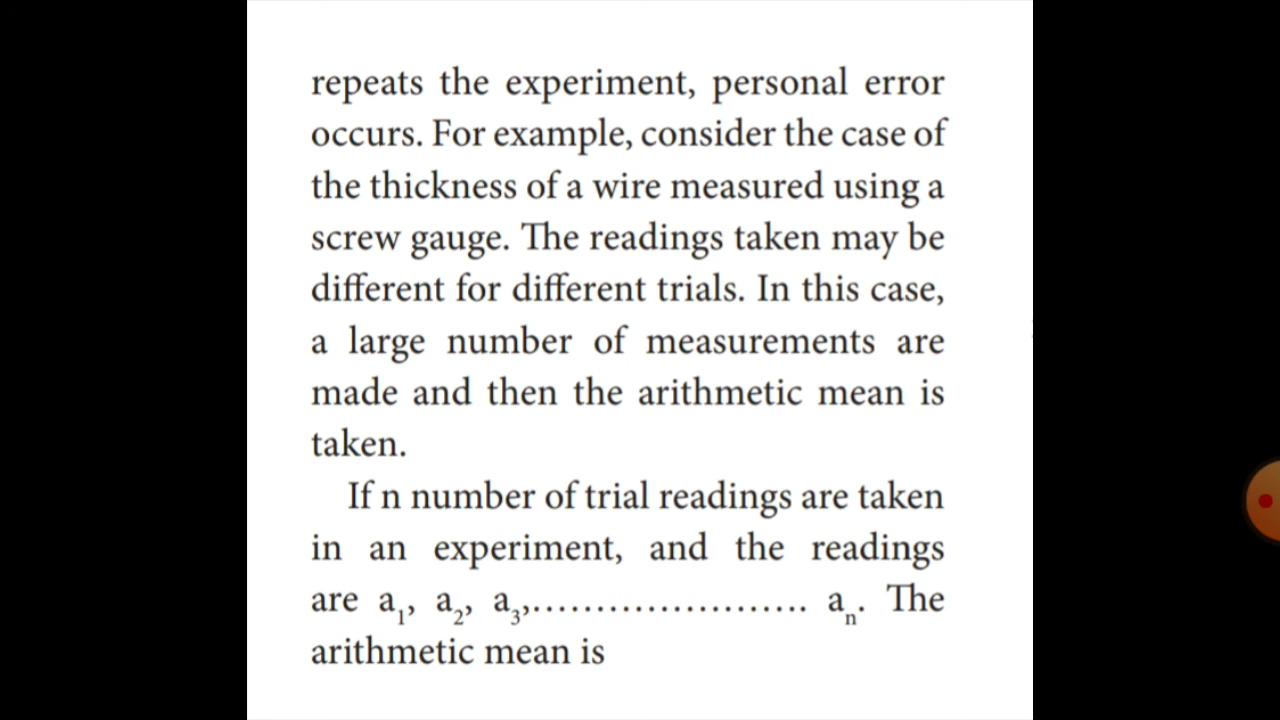 repeats the experiment, personal error
occurs. For example, consider the case of
the thickness of a wire measured using a
screw gauge. The readings taken may be
different for different trials. In this case,
a large number of measurements are
made and then the arithmetic mean is
taken.
If n number of trial readings are taken
in an experiment, and the readings
are a₁, a₂, a₃,...................... aₙ. The
arithmetic mean is